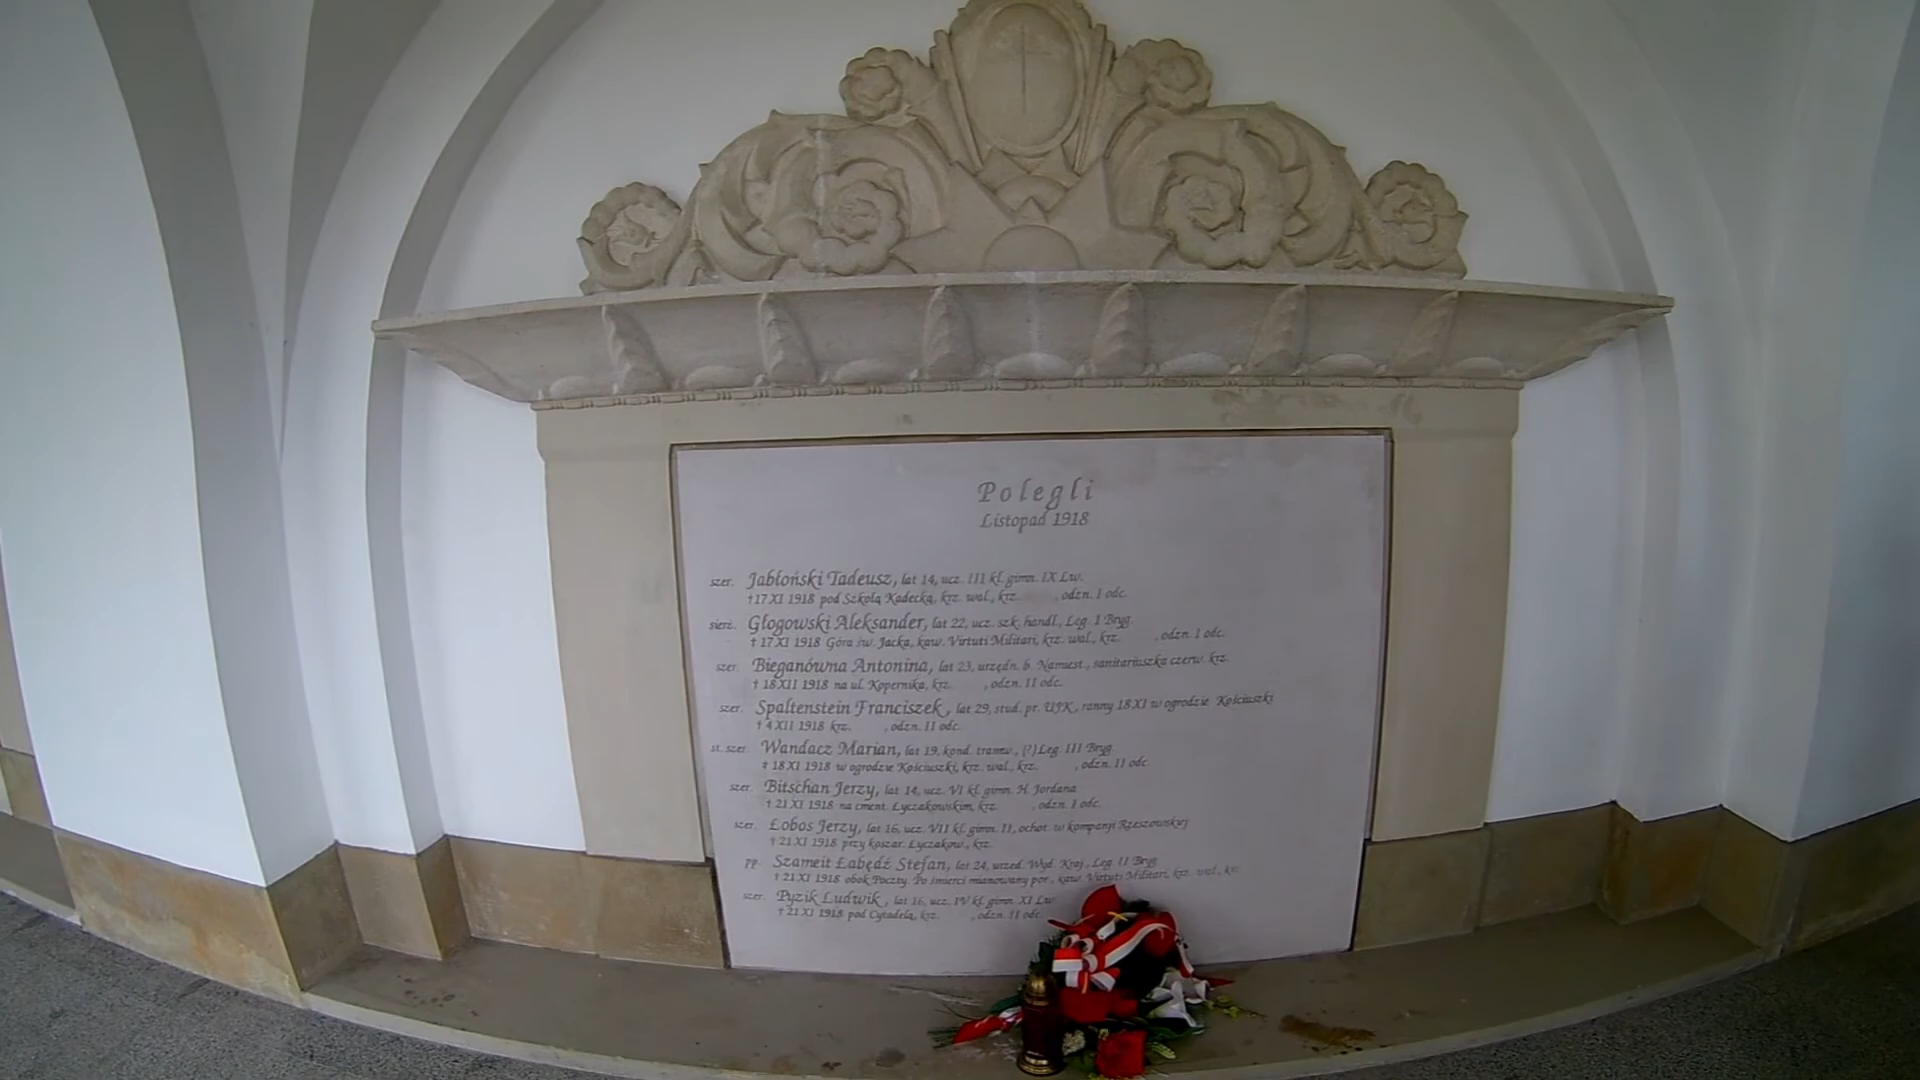 Polegli
Listopad 1918
szer. Jabłoński Tadeusz, lat 14, ucz. III kl. gimn. IX Lw.
†17 XI 1918 pod Szkołą Kadecką, krz. wal., krz. , odzn. I odc.
sierż. Głogowski Aleksander, lat 22, ucz. szk. handl., Leg. I Bryg.
† 17 XI 1918 Góra św. Jacka, kaw. Virtuti Militari, krz. wal., krz. , odzn. I odc.
szer. Bieganówna Antonina, lat 23, urzędn. b. Namiest., sanitariuszka czerw. krz.
† 18 XII 1918 na ul. Kopernika, krz. , odzn. II odc.
szer. Spaltenstein Franciszek, lat 29, stud. pr. UJK, ranny 18 XI w ogrodzie Kościuszki
† 4 XII 1918 krz. , odzn. II odc.
st. szer. Wandacz Marian, lat 19, kond. tramw., (?) Leg. III Bryg.
† 18 XI 1918 w ogrodzie Kościuszki, krz. wal., krz. , odzn. II odc.
szer. Bitschan Jerzy, lat 14, ucz. VI kl. gimn. H. Jordana
† 21 XI 1918 na cment. Łyczakowskim, krz. , odzn. I odc.
szer. Łobos Jerzy, lat 16, ucz. VII kl. gimn. II, ochot. w kompanji Rzeszowskiej
† 21 XI 1918 przy koszar. Łyczakow., krz.
pp. Szameit Łabędź Stefan, lat 24, urzęd. Wyd. Kraj., Leg. II Bryg.
† 21 XI 1918 obok Poczty. Po śmierci mianowany por., kaw. Virtuti Militari, krz. wal., krz.
szer. Pyzik Ludwik, lat 16, ucz. IV kl. gimn. XI Lw
† 21 XI 1918 pod Cytadelą, krz. , odzn. II odc.